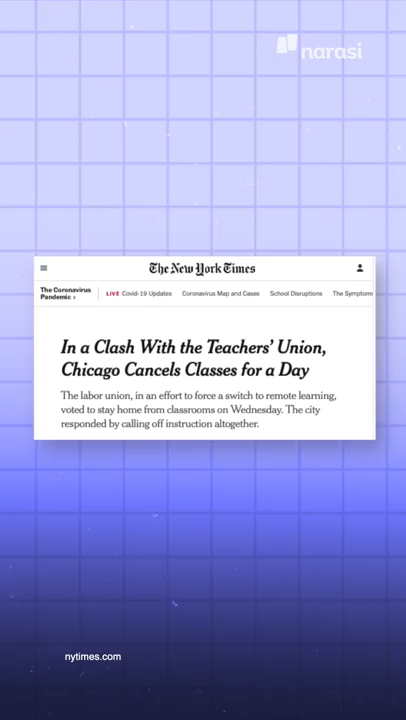 narasi
The New York Times
The Coronavirus
Pandemic ›
LIVE Covid-19 Updates Coronavirus Map and Cases School Disruptions The Symptom
In a Clash With the Teachers’ Union,
Chicago Cancels Classes for a Day
The labor union, in an effort to force a switch to remote learning,
voted to stay home from classrooms on Wednesday. The city
responded by calling off instruction altogether.
nytimes.com